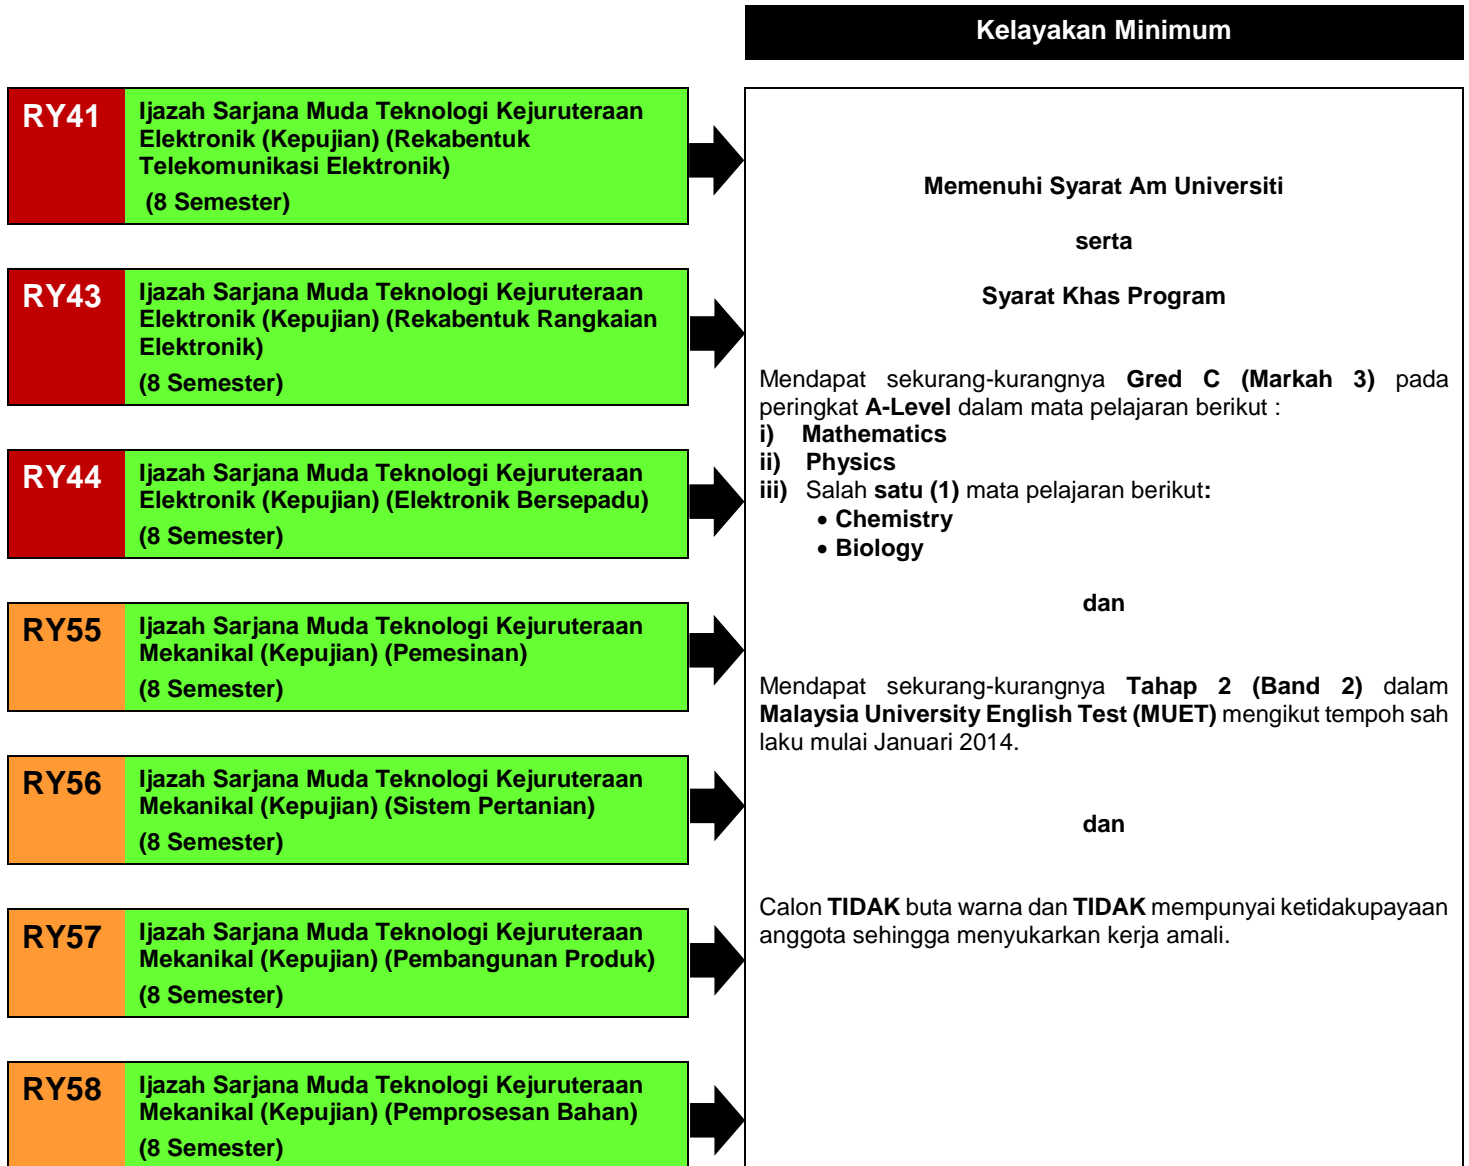 Kelayakan Minimum
RY41
Ijazah Sarjana Muda Teknologi Kejuruteraan
Elektronik (Kepujian) (Rekabentuk
Telekomunikasi Elektronik)
(8 Semester)
RY43
Ijazah Sarjana Muda Teknologi Kejuruteraan
Elektronik (Kepujian) (Rekabentuk Rangkaian
Elektronik)
(8 Semester)
RY44
Ijazah Sarjana Muda Teknologi Kejuruteraan
Elektronik (Kepujian) (Elektronik Bersepadu)
(8 Semester)
RY55
Ijazah Sarjana Muda Teknologi Kejuruteraan
Mekanikal (Kepujian) (Pemesinan)
(8 Semester)
RY56
Ijazah Sarjana Muda Teknologi Kejuruteraan
Mekanikal (Kepujian) (Sistem Pertanian)
(8 Semester)
RY57
Ijazah Sarjana Muda Teknologi Kejuruteraan
Mekanikal (Kepujian) (Pembangunan Produk)
(8 Semester)
RY58
Ijazah Sarjana Muda Teknologi Kejuruteraan
Mekanikal (Kepujian) (Pemprosesan Bahan)
(8 Semester)
Memenuhi Syarat Am Universiti
serta
Syarat Khas Program
Mendapat sekurang-kurangnya Gred C (Markah 3) pada
peringkat A-Level dalam mata pelajaran berikut :
i) Mathematics
ii) Physics
iii) Salah satu (1) mata pelajaran berikut:
• Chemistry
• Biology
dan
Mendapat sekurang-kurangnya Tahap 2 (Band 2) dalam
Malaysia University English Test (MUET) mengikut tempoh sah
laku mulai Januari 2014.
dan
Calon TIDAK buta warna dan TIDAK mempunyai ketidakupayaan
anggota sehingga menyukarkan kerja amali.